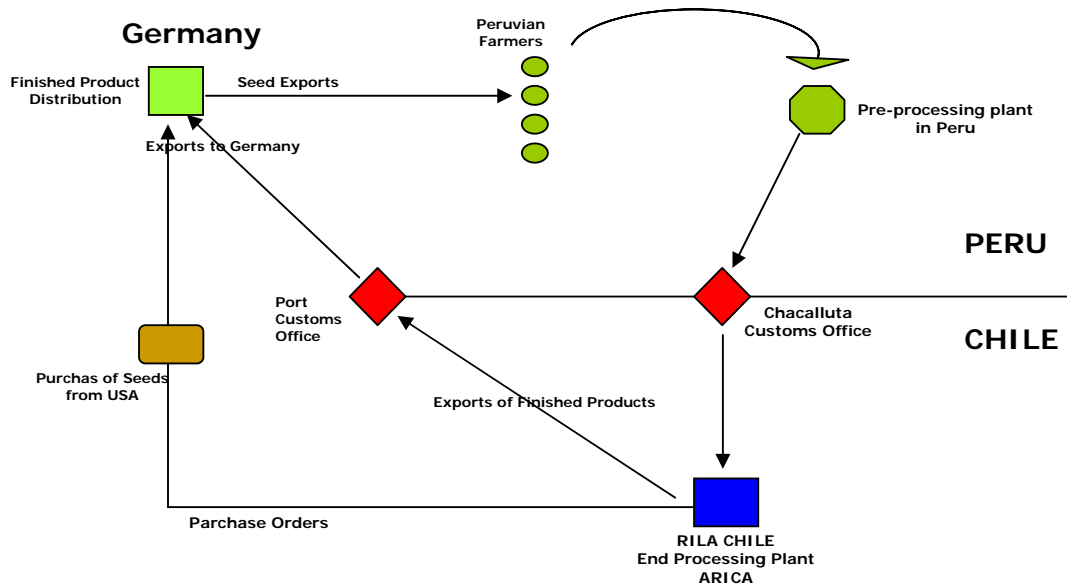 Germany
Peruvian
Farmers
Finished Product
Distribution
Seed Exports
Pre-processing plant
in Peru
Exports to Germany
PERU
Port
Customs
Office
Chacalluta
Customs Office
CHILE
Purchas of Seeds
from USA
Exports of Finished Products
Parchase Orders
RILA CHILE
End Processing Plant
ARICA